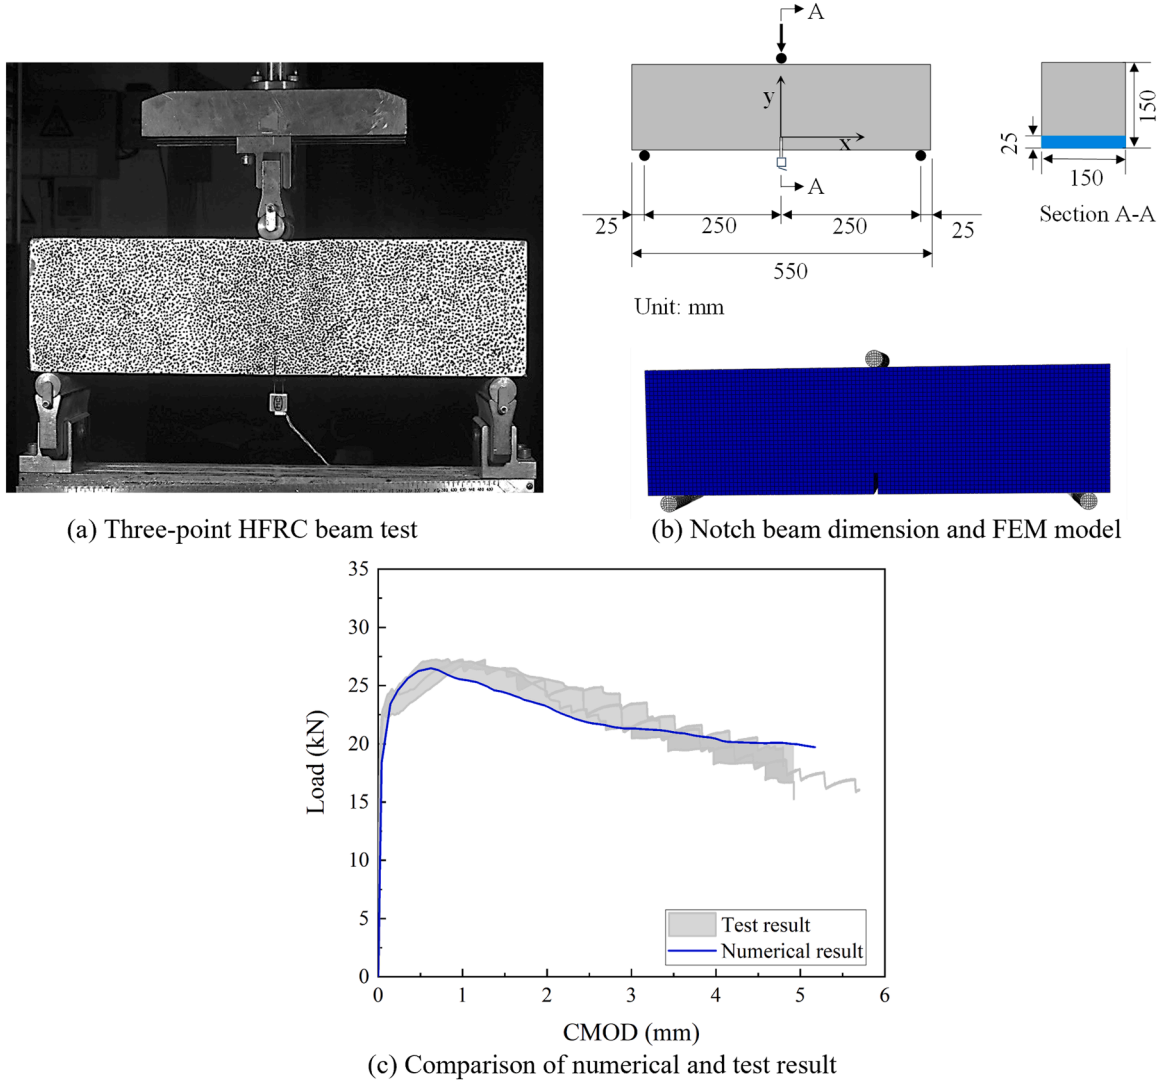 A
y
x
A
25
250
250
25
550
25
150
150
Section A-A
Unit: mm
(a) Three-point HFRC beam test
(b) Notch beam dimension and FEM model
35
30
25
20
15
10
5
0
Load (kN)
Test result
Numerical result
0 1 2 3 4 5 6
CMOD (mm)
(c) Comparison of numerical and test result